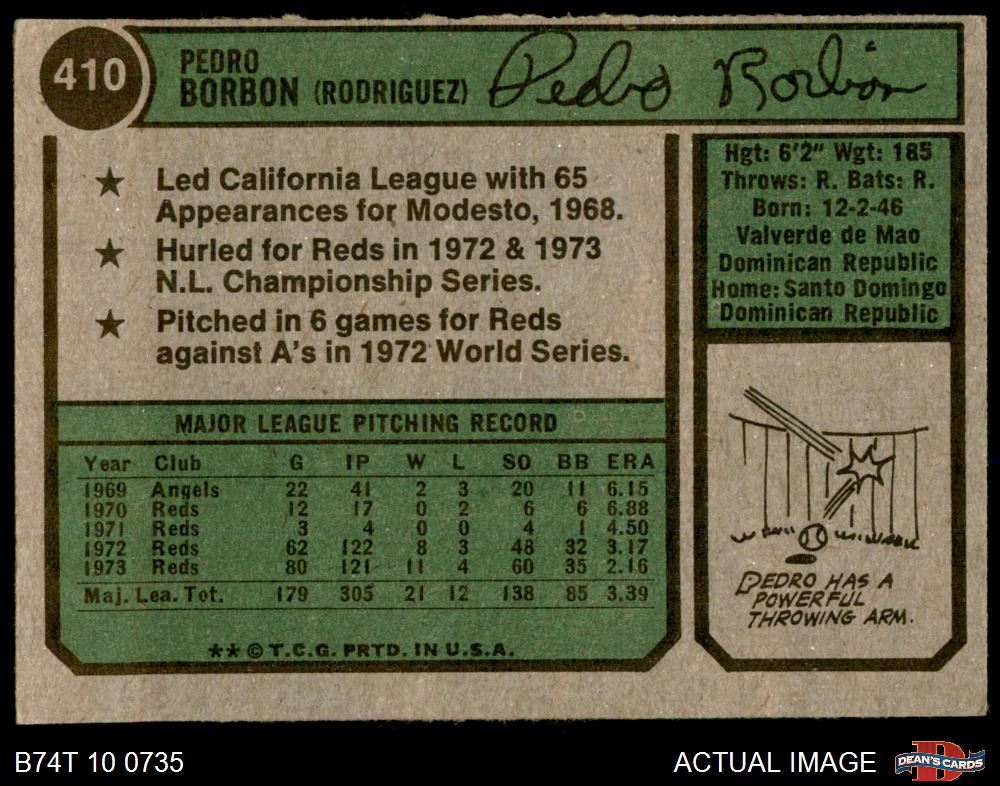 410
PEDRO
BORBON (RODRIGUEZ)
Pedro Borbón
★ Led California League with 65
Appearances for Modesto, 1968.
★ Hurled for Reds in 1972 & 1973
N.L. Championship Series.
★ Pitched in 6 games for Reds
against A's in 1972 World Series.
Hgt: 6'2" Wgt: 185
Throws: R. Bats: R.
Born: 12-2-46
Valverde de Mao
Dominican Republic
Home: Santo Domingo
Dominican Republic
MAJOR LEAGUE PITCHING RECORD
Year Club G IP W L SO BB ERA
1969 Angels 22 41 2 3 20 11 6.15
1970 Reds 12 17 0 2 6 6 6.88
1971 Reds 3 4 0 0 4 1 4.50
1972 Reds 62 122 8 3 48 32 3.17
1973 Reds 80 121 11 4 60 35 2.16
Maj. Lea. Tot. 179 305 21 12 138 85 3.39
PEDRO HAS A
POWERFUL
THROWING ARM.
** © T.C.G. PRTD. IN U.S.A.
B74T 10 0735
ACTUAL IMAGE
D
DEAN'S CARDS